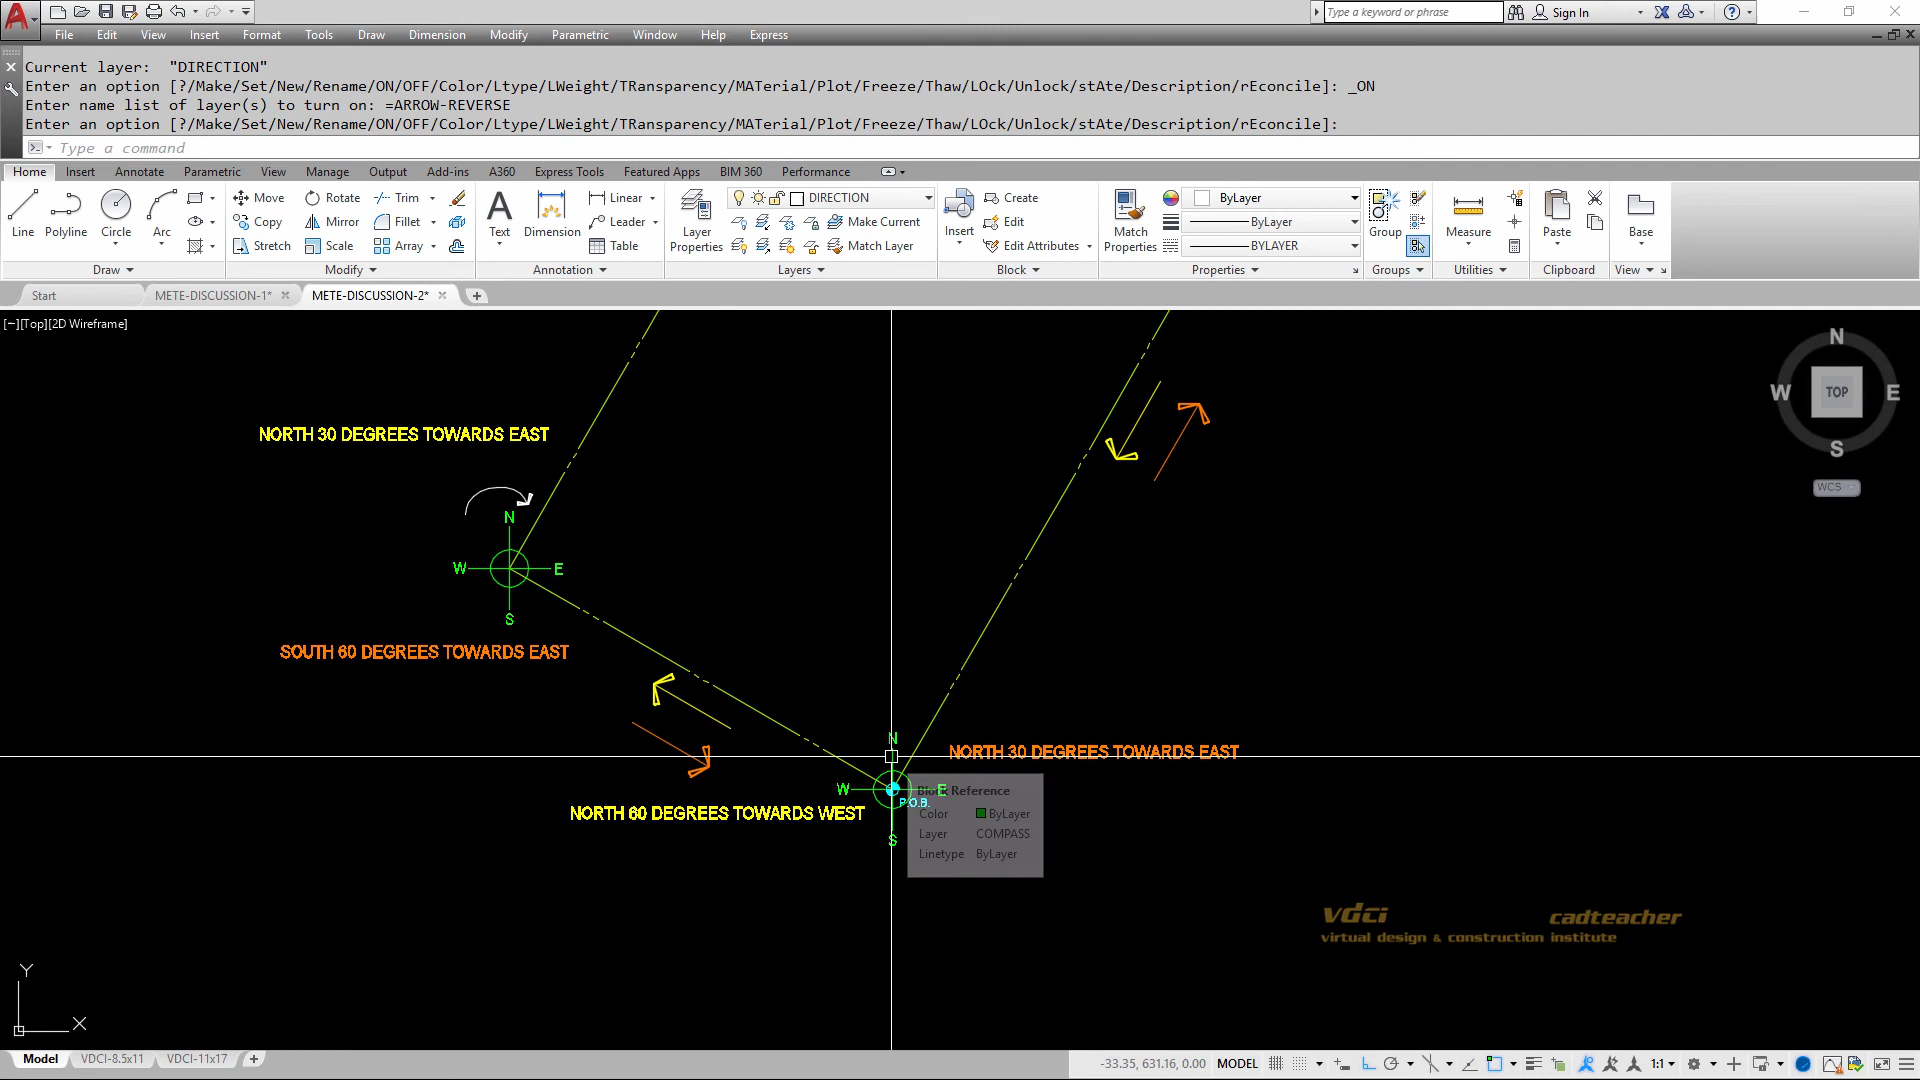 Type a keyword or phrase
Sign In
File Edit View Insert Format Tools Draw Dimension Modify Parametric Window Help Express
Current layer: "DIRECTION"
Enter an option [?/Make/Set/New/Rename/ON/OFF/Color/Ltype/LWeight/TRansparency/MATerial/Plot/Freeze/Thaw/LOck/Unlock/stAte/Description/rEconcile]: _ON
Enter name list of layer(s) to turn on: =ARROW-REVERSE
Enter an option [?/Make/Set/New/Rename/ON/OFF/Color/Ltype/LWeight/TRansparency/MATerial/Plot/Freeze/Thaw/LOck/Unlock/stAte/Description/rEconcile]:
Type a command
Home Insert Annotate Parametric View Manage Output Add-ins A360 Express Tools Featured Apps BIM 360 Performance
Line Polyline Circle Arc
Move Rotate Trim
Copy Mirror Fillet
Stretch Scale Array
Text Dimension
Linear
Leader
Table
Layer Properties
DIRECTION
Make Current
Match Layer
Insert
Create
Edit
Edit Attributes
Match Properties
ByLayer
ByLayer
BYLAYER
Group Measure Paste Base
Draw Modify Annotation Layers Block Properties Groups Utilities Clipboard View
Start METE-DISCUSSION-1* METE-DISCUSSION-2*
[−][Top][2D Wireframe]
N
W TOP E
S
WCS
NORTH 30 DEGREES TOWARDS EAST
N
W E
S
SOUTH 60 DEGREES TOWARDS EAST
N
NORTH 30 DEGREES TOWARDS EAST
W E
P.O.B.
S
NORTH 60 DEGREES TOWARDS WEST
Block Reference
Color ByLayer
Layer COMPASS
Linetype ByLayer
vdci cadteacher
virtual design & construction institute
Y
X
Model VDCI-8.5x11 VDCI-11x17
-33.35, 631.16, 0.00 MODEL 1:1